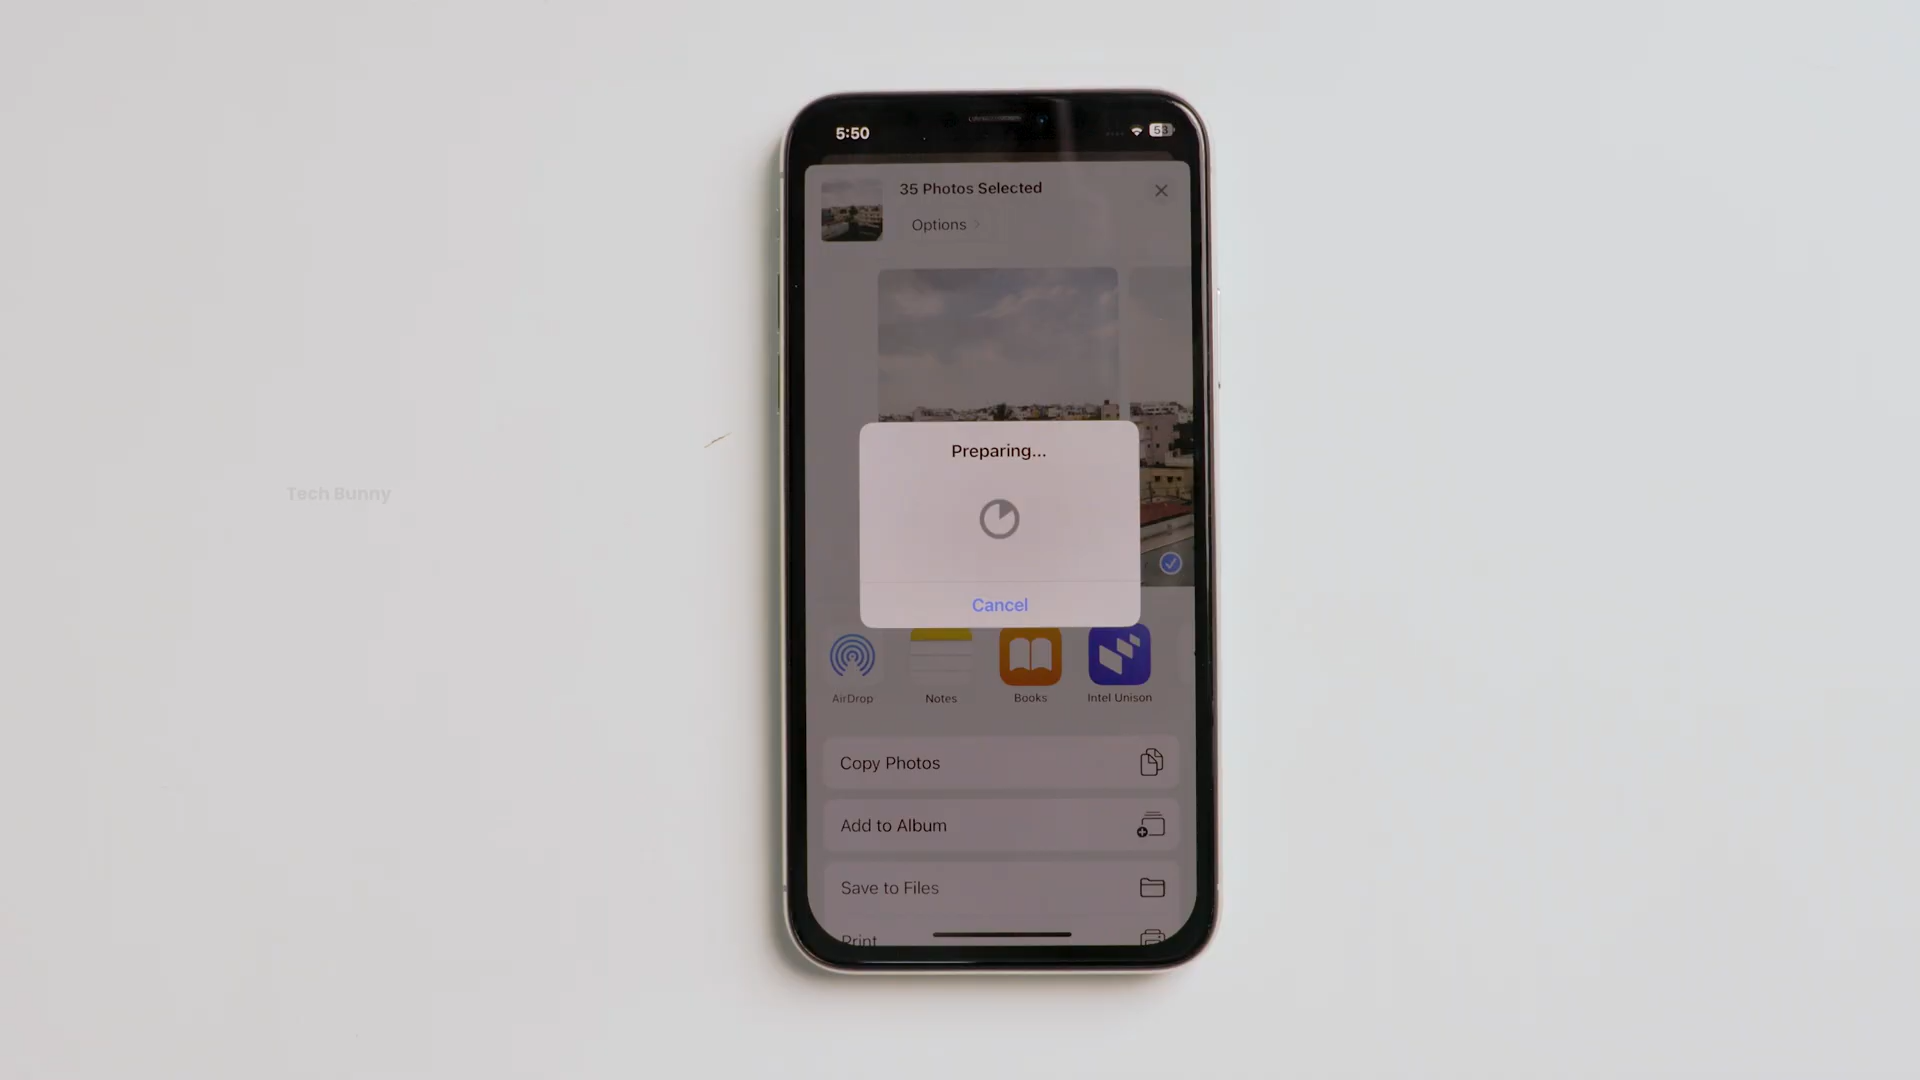 5:50
53
35 Photos Selected
Options
Preparing...
Tech Bunny
Cancel
AirDrop
Notes
Books
Intel Unison
Copy Photos
Add to Album
Save to Files
Print